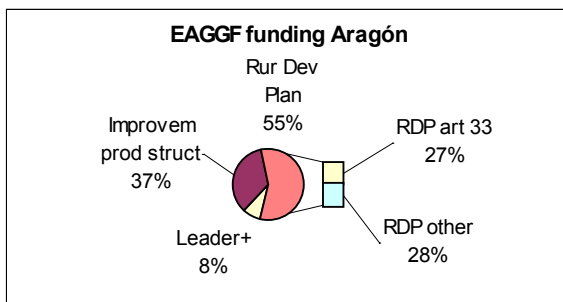 EAGGF funding Aragón
Rur Dev
Plan
55%
Improvem
prod struct
37%
Leader+
8%
RDP art 33
27%
RDP other
28%